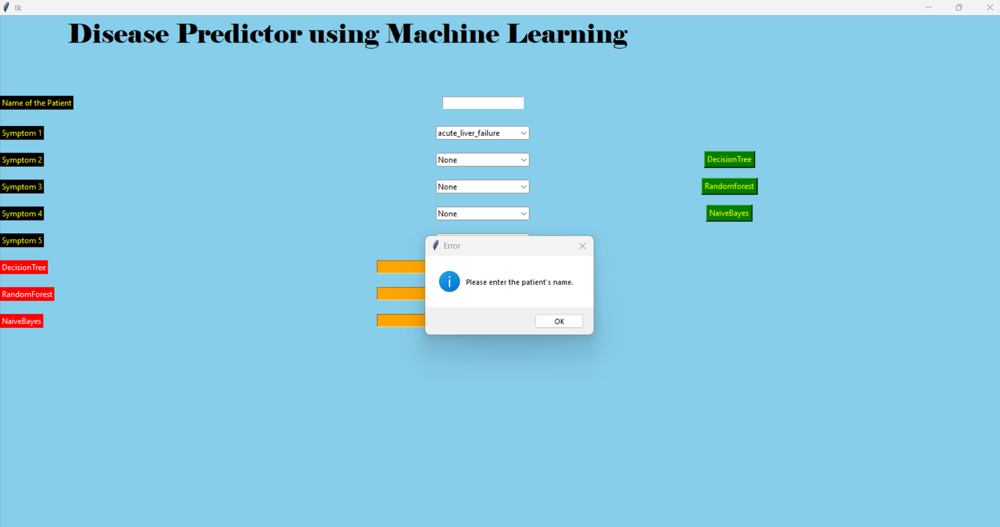 tk
Disease Predictor using Machine Learning
Name of the Patient
Symptom 1
acute_liver_failure
Symptom 2
None
DecisionTree
Symptom 3
None
Randomforest
Symptom 4
None
NaiveBayes
Symptom 5
Error
Please enter the patient's name.
OK
DecisionTree
RandomForest
NaiveBayes